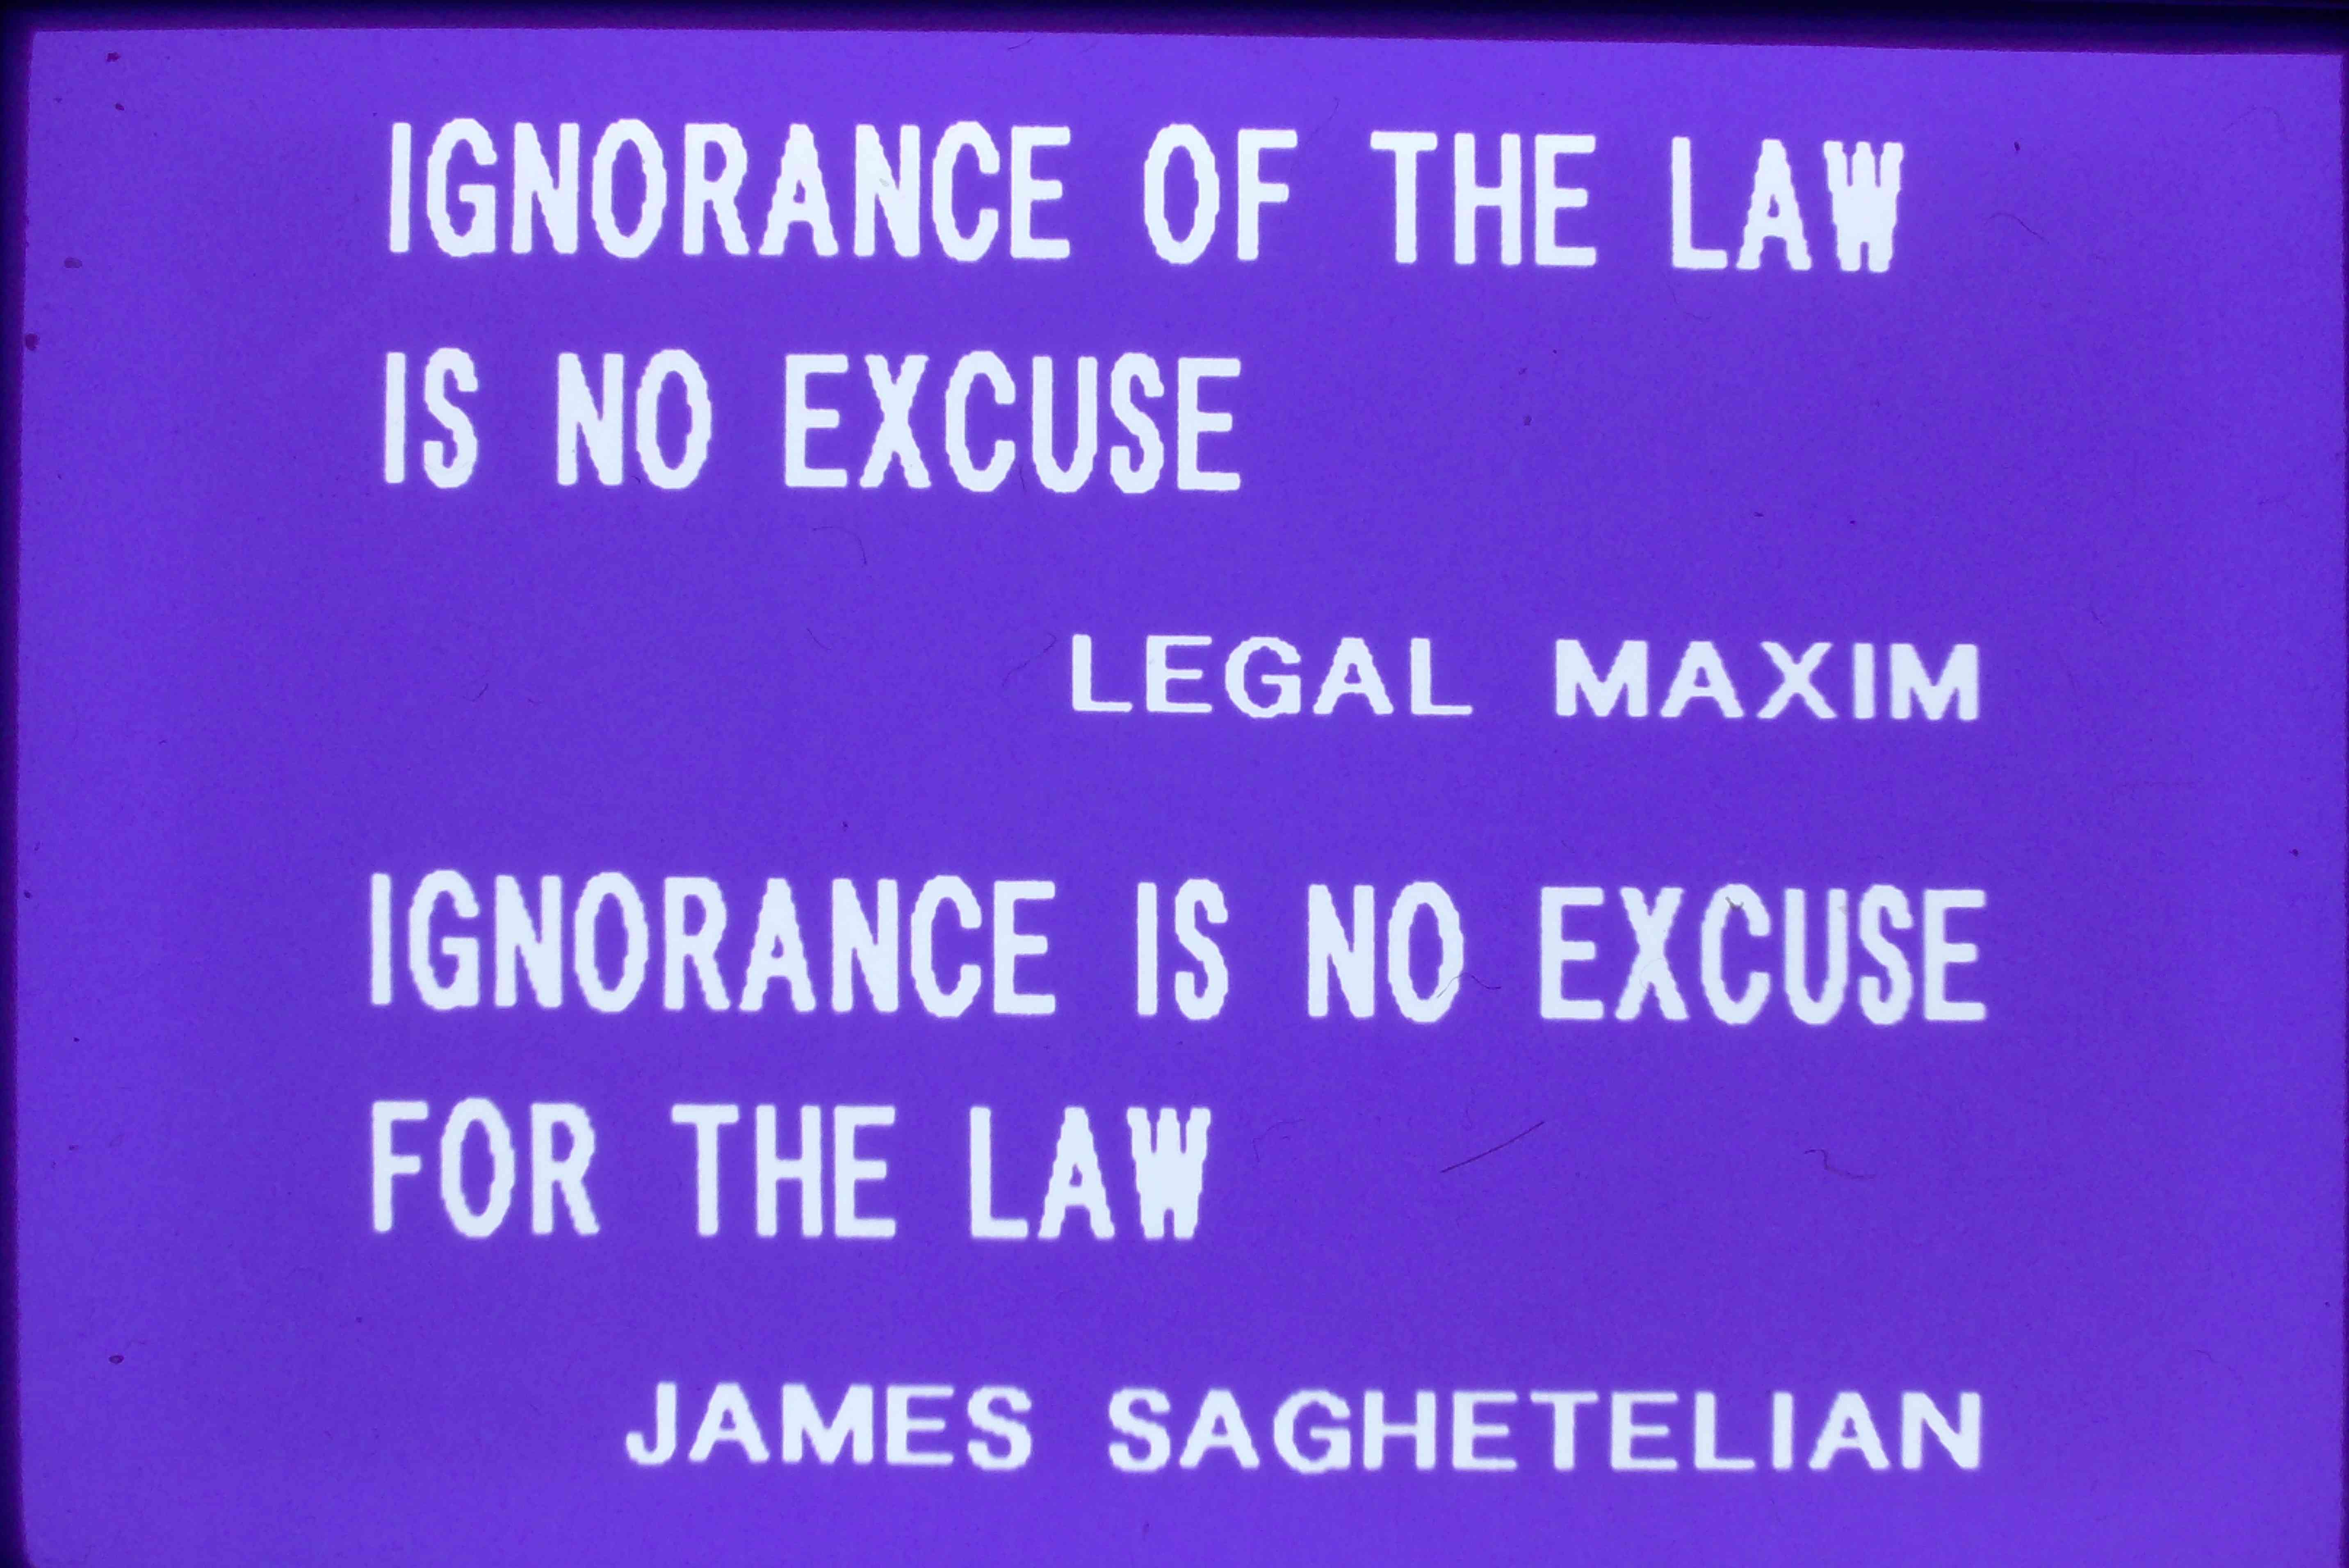 IGNORANCE OF THE LAW
IS NO EXCUSE
LEGAL MAXIM
IGNORANCE IS NO EXCUSE
FOR THE LAW
JAMES SAGHETELIAN